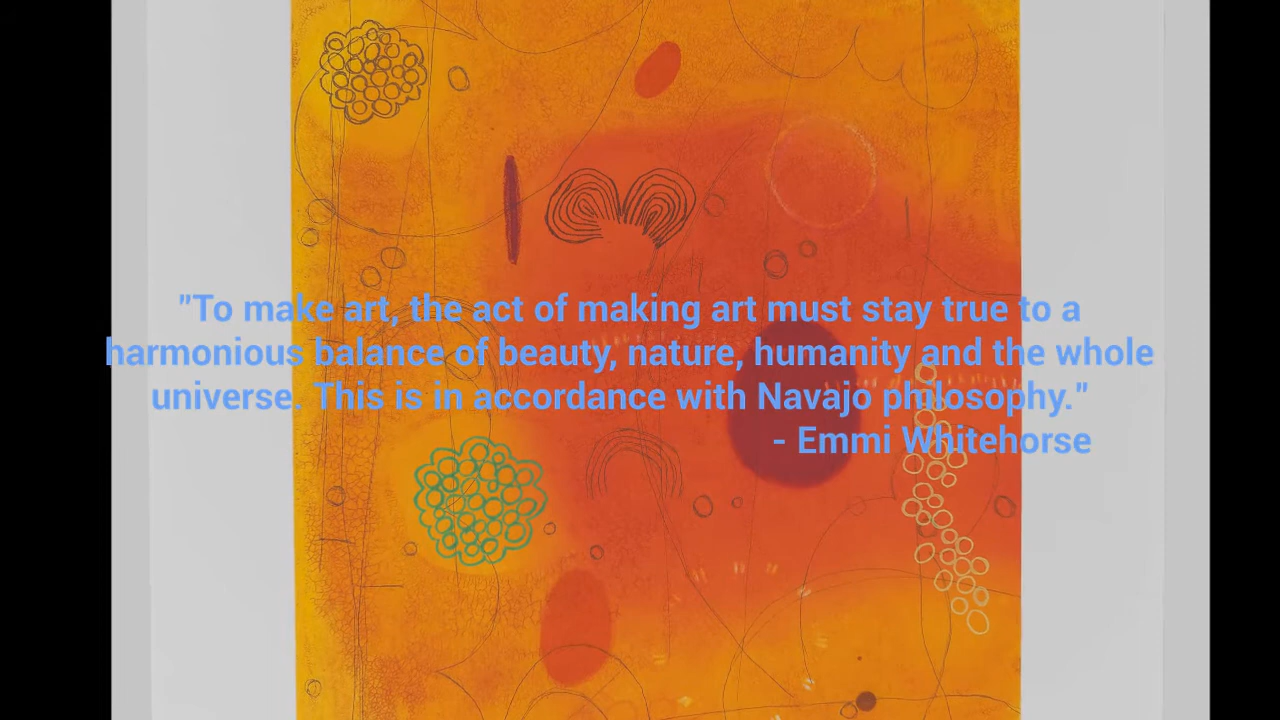 "To make art, the act of making art must stay true to a
harmonious balance of beauty, nature, humanity and the whole
universe. This is in accordance with Navajo philosophy."
- Emmi Whitehorse